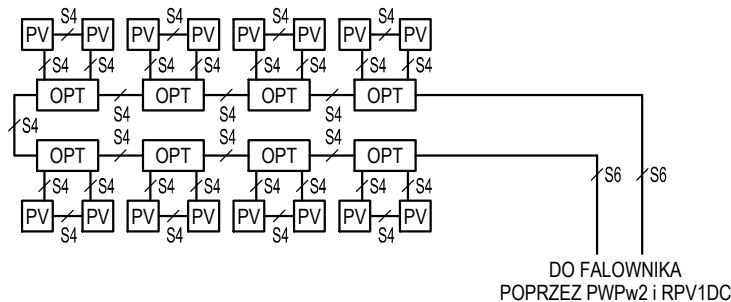 S4 S4 S4 S4
PV PV PV PV PV PV PV PV
S4 S4 S4 S4 S4 S4 S4 S4
OPT OPT OPT OPT
S4 S4 S4
S4
S4 S4 S4
OPT OPT OPT OPT
S4 S4 S4 S4 S4 S4 S4 S4
S6 S6
PV PV PV PV PV PV PV PV
S4 S4 S4 S4
DO FALOWNIKA
POPRZEZ PWPw2 i RPV1DC